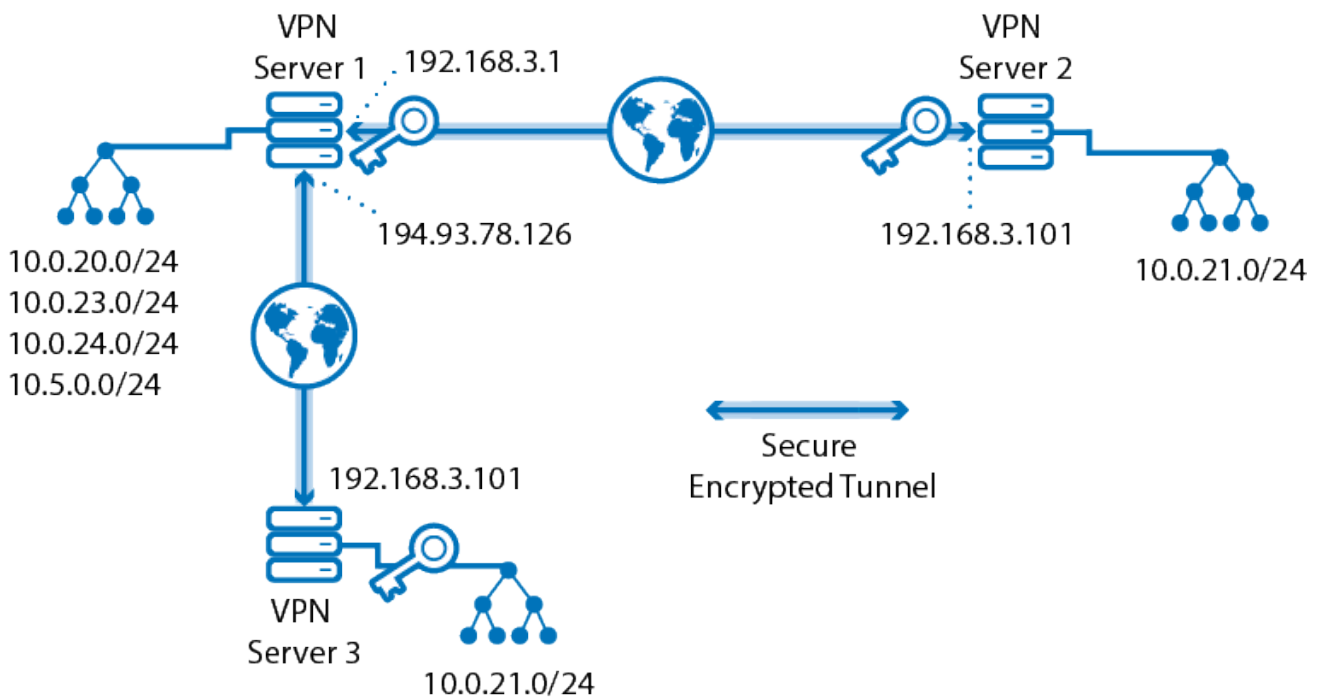 VPN
Server 1
192.168.3.1
VPN
Server 2
194.93.78.126
192.168.3.101
10.0.20.0/24
10.0.23.0/24
10.0.24.0/24
10.5.0.0/24
10.0.21.0/24
Secure
Encrypted Tunnel
192.168.3.101
VPN
Server 3
10.0.21.0/24